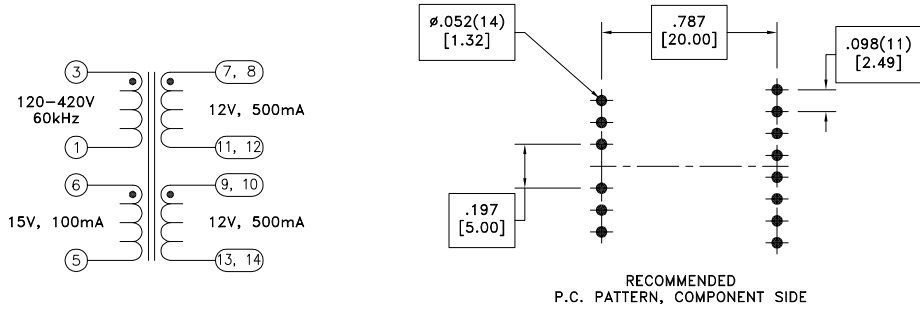 3
120-420V
60kHz
1
6
15V, 100mA
5
7, 8
12V, 500mA
11, 12
9, 10
12V, 500mA
13, 14
ø.052(14)
[1.32]
.787
[20.00]
.098(11)
[2.49]
.197
[5.00]
RECOMMENDED
P.C. PATTERN, COMPONENT SIDE